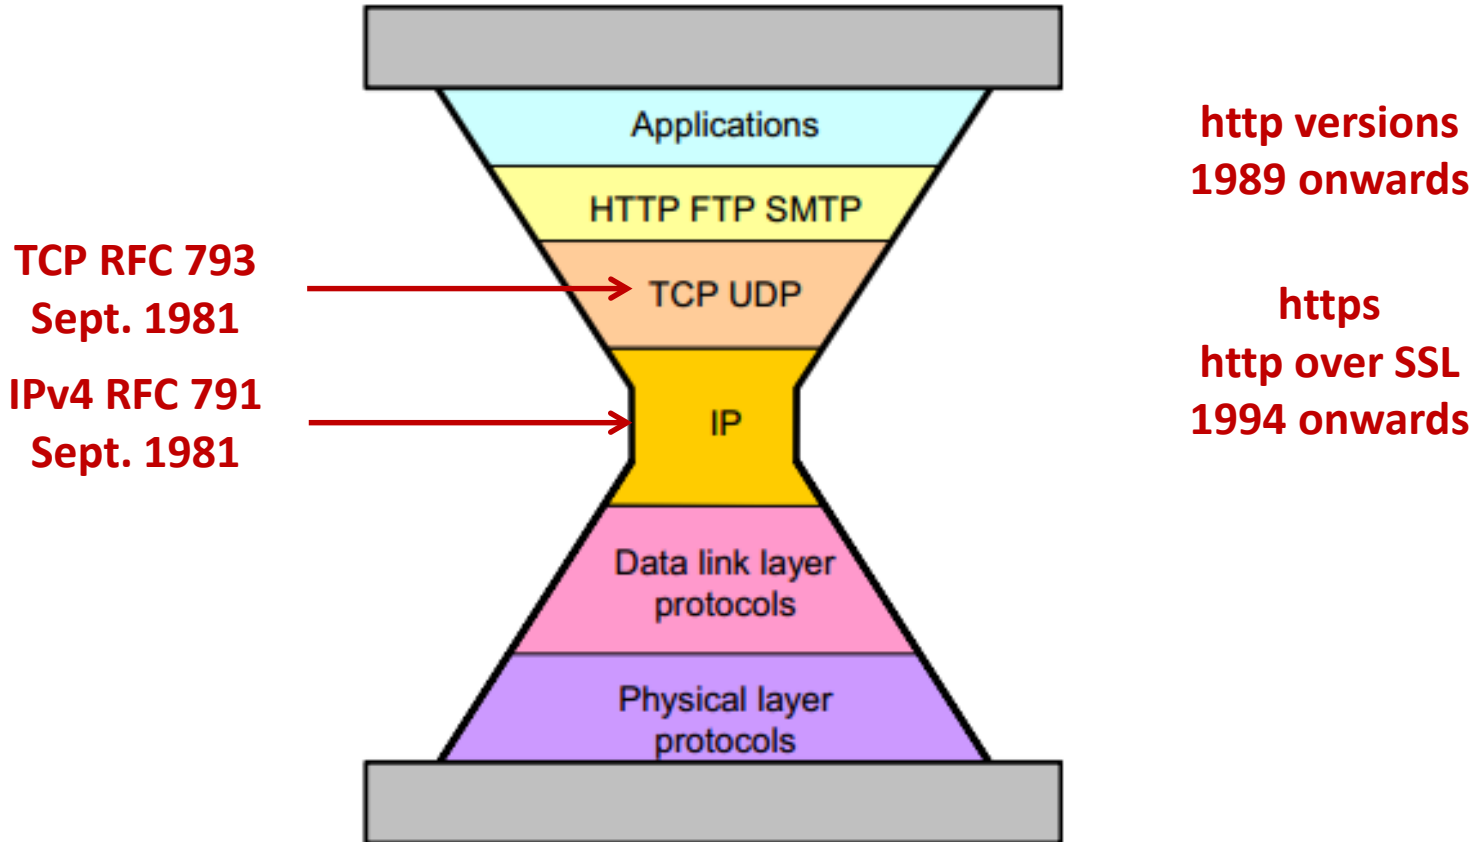 Applications
HTTP FTP SMTP
TCP UDP
IP
Data link layer
protocols
Physical layer
protocols
TCP RFC 793
Sept. 1981
IPv4 RFC 791
Sept. 1981
http versions
1989 onwards
https
http over SSL
1994 onwards